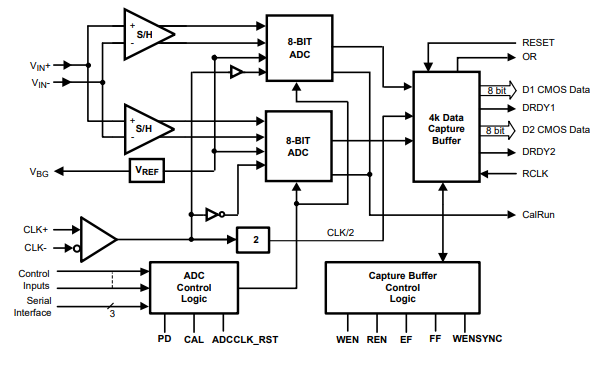 +
S/H
-
8-BIT
ADC
RESET
OR
VIN+
VIN-
8 bit
D1 CMOS Data
DRDY1
4k Data
Capture
Buffer
+
S/H
-
8-BIT
ADC
8 bit
D2 CMOS Data
DRDY2
VBG
VREF
RCLK
CalRun
CLK+
CLK-
2
CLK/2
Control
Inputs
Serial
Interface
3
ADC
Control
Logic
Capture Buffer
Control
Logic
PD CAL ADCCLK_RST
WEN REN EF FF WENSYNC